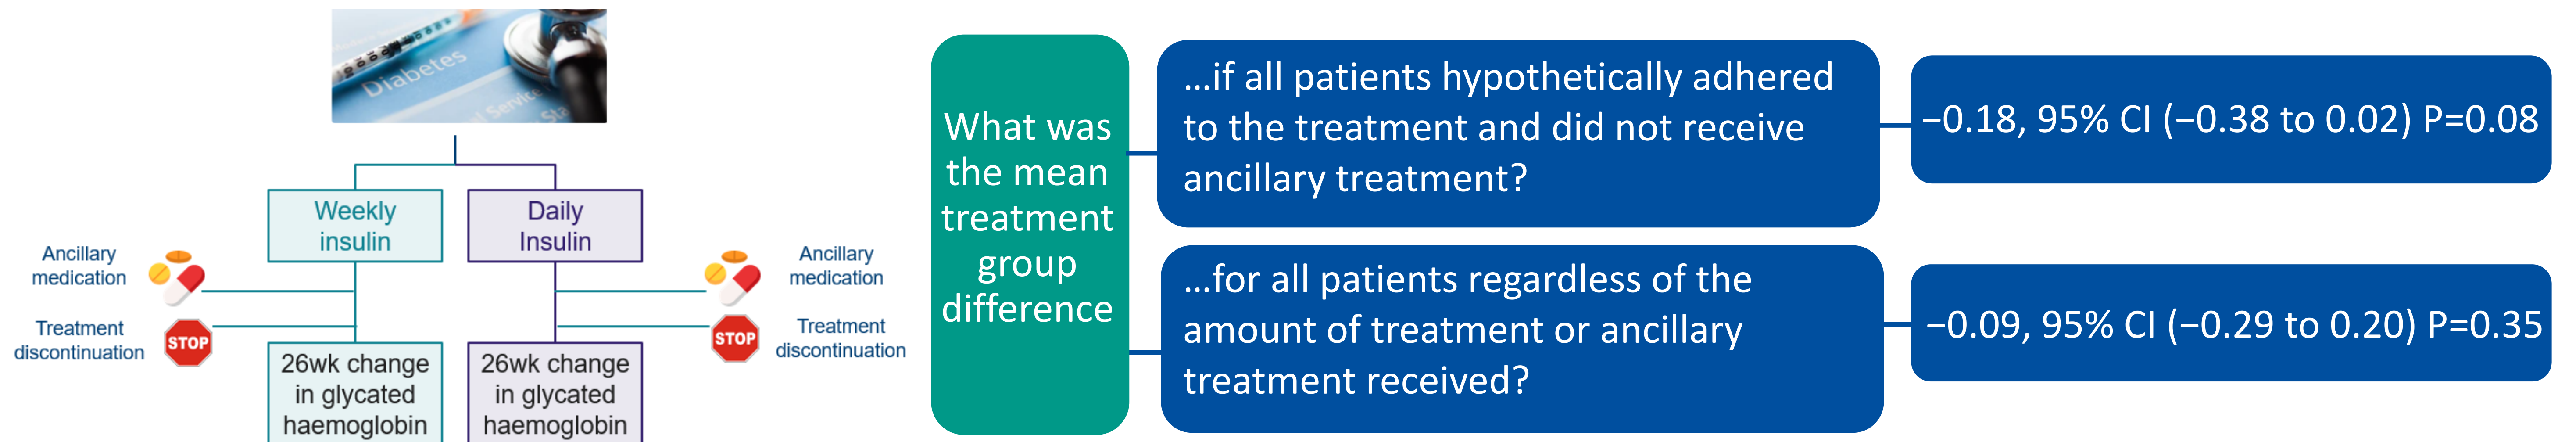 Diabetes
Weekly
insulin
Daily
Insulin
Ancillary
medication
Ancillary
medication
Treatment
discontinuation
STOP
STOP
Treatment
discontinuation
26wk change
in glycated
haemoglobin
26wk change
in glycated
haemoglobin
What was
the mean
treatment
group
difference
...if all patients hypothetically adhered
to the treatment and did not receive
ancillary treatment?
−0.18, 95% CI (−0.38 to 0.02) P=0.08
...for all patients regardless of the
amount of treatment or ancillary
treatment received?
−0.09, 95% CI (−0.29 to 0.20) P=0.35